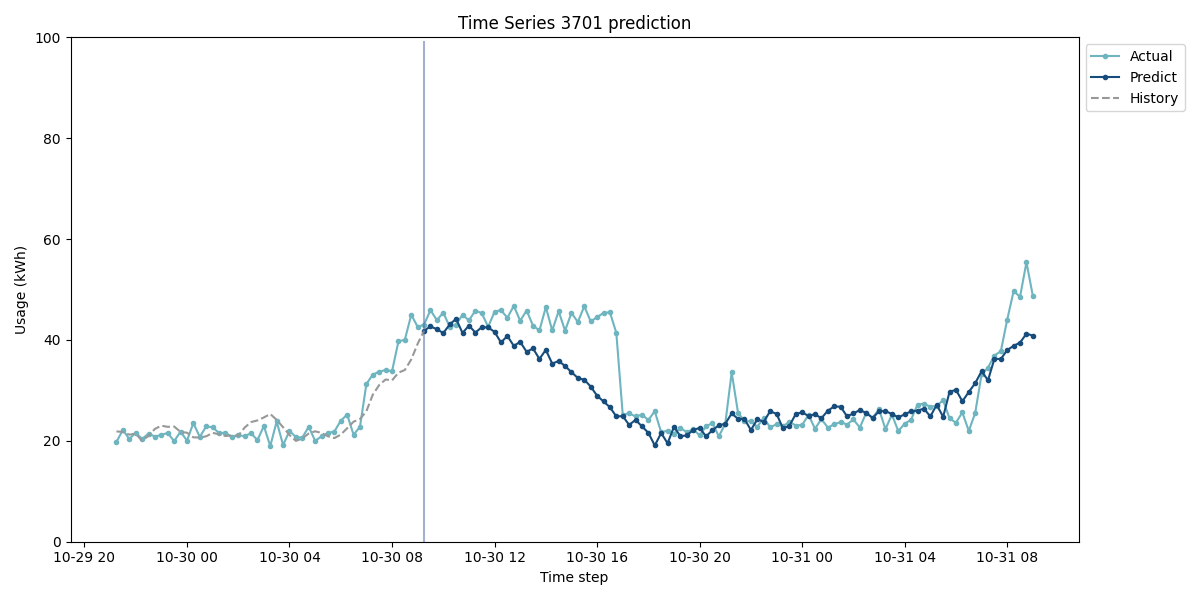 Time Series 3701 prediction
100
80
60
40
20
0
Usage (kWh)
10-29 20
10-30 00
10-30 04
10-30 08
10-30 12
10-30 16
10-30 20
10-31 00
10-31 04
10-31 08
Time step
Actual
Predict
History